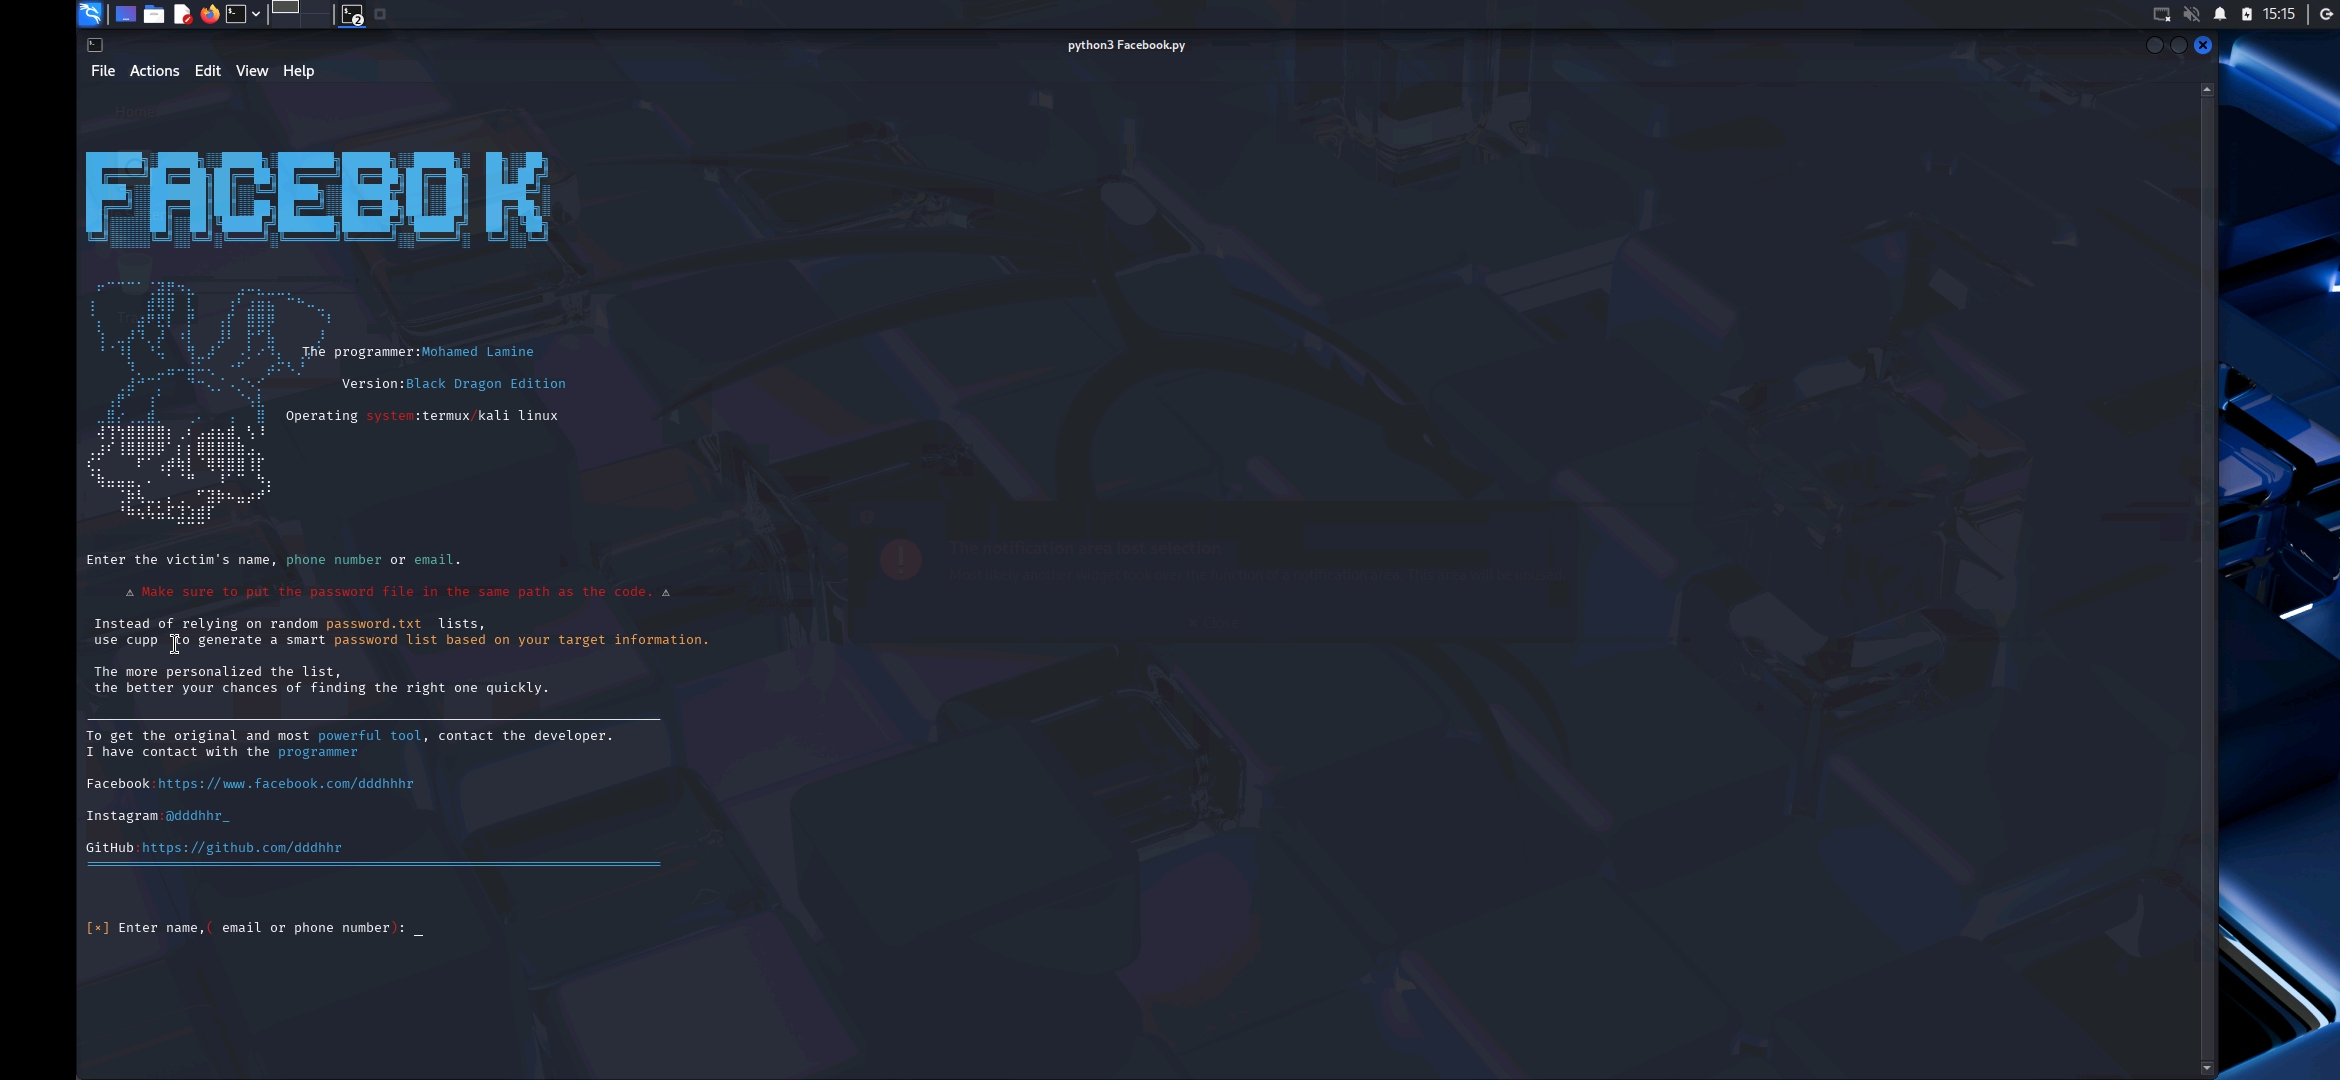 15:15
python3 Facebook.py
File Actions Edit View Help
FACEBO K
The programmer:Mohamed Lamine
Version:Black Dragon Edition
Operating system:termux/kali linux
Enter the victim's name, phone number or email.
⚠ Make sure to put the password file in the same path as the code. ⚠
Instead of relying on random password.txt  lists,
use cupp  to generate a smart password list based on your target information.
The more personalized the list,
the better your chances of finding the right one quickly.
To get the original and most powerful tool, contact the developer.
I have contact with the programmer
Facebook:https://www.facebook.com/dddhhhr
Instagram:@dddhhr_
GitHub:https://github.com/dddhhr
[×] Enter name,( email or phone number): _
The notification area lost selection